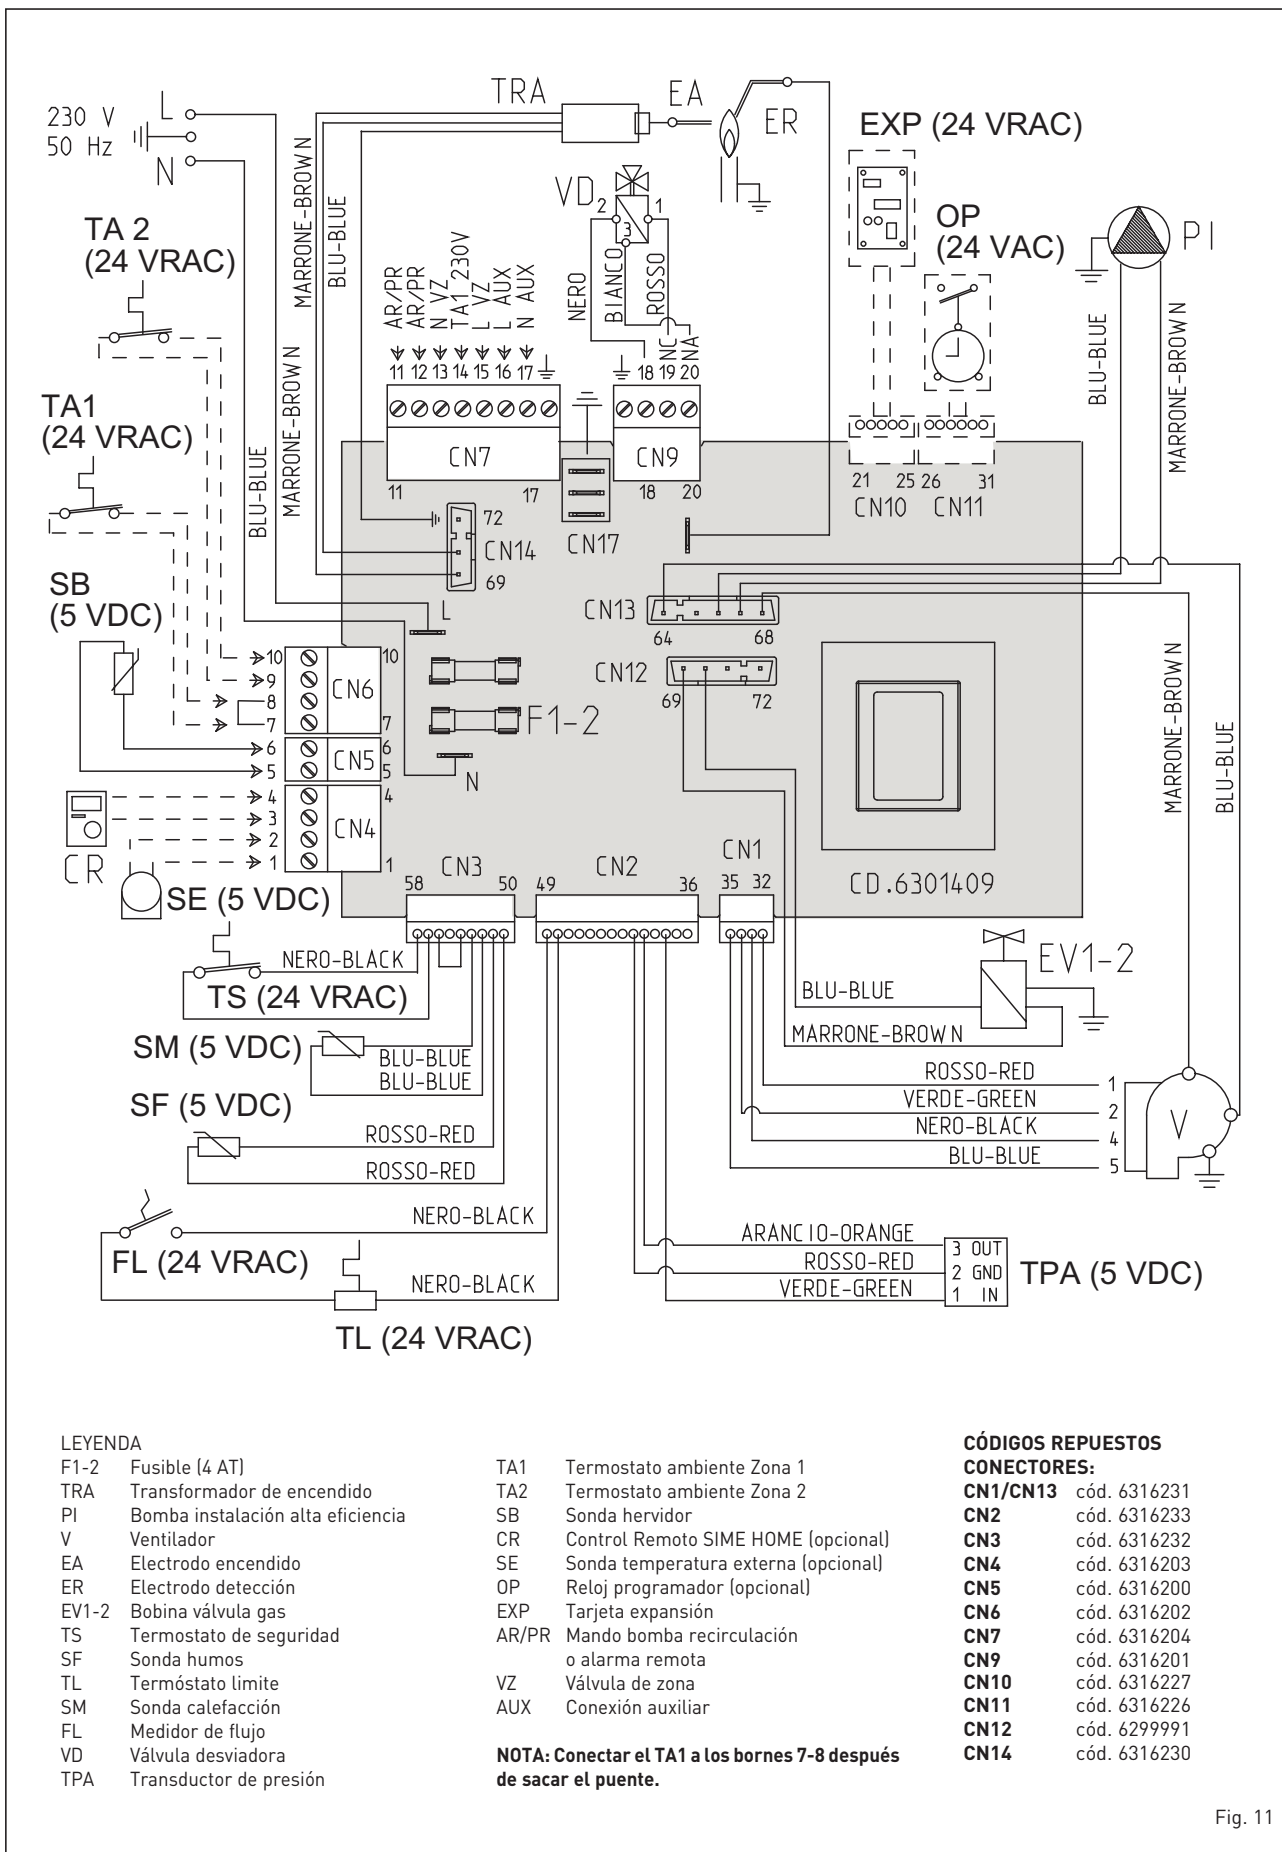 230 V
50 Hz
L
N
TRA
EA
ER
EXP (24 VRAC)
OP
(24 VAC)
PI
TA 2
(24 VRAC)
TA1
(24 VRAC)
SB
(5 VDC)
MARRONE-BROWN
BLU-BLUE
BLU-BLUE
MARRONE-BROWN
VD
2
1
3
NERO
BIANCO
ROSSO
AR/PR
AR/PR
N VZ
TA1 230V
L VZ
L AUX
N AUX
11 12 13 14 15 16 17
18 19 20
NC
NA
BLU-BLUE
MARRONE-BROWN
CN7
11 17
CN9
18 20
21 25 26 31
CN10 CN11
72
CN14
69
CN17
L
CN13
64 68
CN12
69 72
F1-2
N
10
9
8
7
CN6
10
7
6
5
CN5
6
5
4
3
2
1
CN4
4
1
CR
SE (5 VDC)
MARRONE-BROWN
BLU-BLUE
CN3
58 50
CN2
49 36
CN1
35 32
CD.6301409
NERO-BLACK
TS (24 VRAC)
SM (5 VDC)
BLU-BLUE
BLU-BLUE
SF (5 VDC)
ROSSO-RED
ROSSO-RED
EV1-2
BLU-BLUE
MARRONE-BROWN
ROSSO-RED 1
VERDE-GREEN 2
NERO-BLACK 4
BLU-BLUE 5
V
NERO-BLACK
FL (24 VRAC)
NERO-BLACK
TL (24 VRAC)
ARANCIO-ORANGE 3 OUT
ROSSO-RED 2 GND
VERDE-GREEN 1 IN
TPA (5 VDC)
LEYENDA
F1-2 Fusible (4 AT)
TRA Transformador de encendido
PI Bomba instalación alta eficiencia
V Ventilador
EA Electrodo encendido
ER Electrodo detección
EV1-2 Bobina válvula gas
TS Termostato de seguridad
SF Sonda humos
TL Termóstato limite
SM Sonda calefacción
FL Medidor de flujo
VD Válvula desviadora
TPA Transductor de presión
TA1 Termostato ambiente Zona 1
TA2 Termostato ambiente Zona 2
SB Sonda hervidor
CR Control Remoto SIME HOME (opcional)
SE Sonda temperatura externa (opcional)
OP Reloj programador (opcional)
EXP Tarjeta expansión
AR/PR Mando bomba recirculación
o alarma remota
VZ Válvula de zona
AUX Conexión auxiliar
NOTA: Conectar el TA1 a los bornes 7-8 después
de sacar el puente.
CÓDIGOS REPUESTOS
CONECTORES:
CN1/CN13 cód. 6316231
CN2 cód. 6316233
CN3 cód. 6316232
CN4 cód. 6316203
CN5 cód. 6316200
CN6 cód. 6316202
CN7 cód. 6316204
CN9 cód. 6316201
CN10 cód. 6316227
CN11 cód. 6316226
CN12 cód. 6299991
CN14 cód. 6316230
Fig. 11